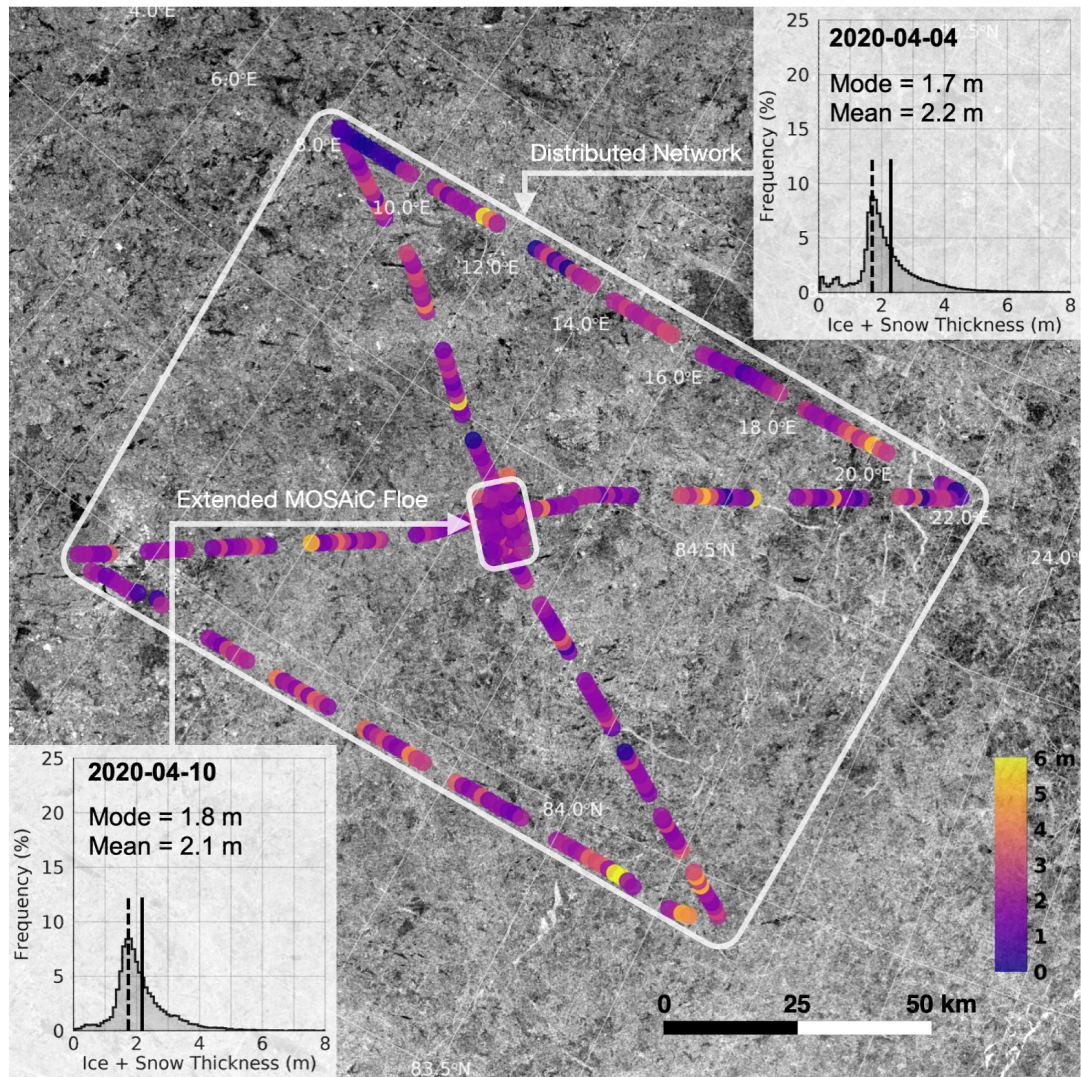 4.0°E
6.0°E
8.0°E
10.0°E
12.0°E
14.0°E
16.0°E
18.0°E
20.0°E
22.0°E
24.0°
84.5°N
84.0°N
83.5°N
Distributed Network
Extended MOSAiC Floe
25
20
15
10
5
0
Frequency (%)
2020-04-04
Mode = 1.7 m
Mean = 2.2 m
0 2 4 6 8
Ice + Snow Thickness (m)
25
20
15
10
5
0
Frequency (%)
2020-04-10
Mode = 1.8 m
Mean = 2.1 m
0 2 4 6 8
Ice + Snow Thickness (m)
6 m
5
4
3
2
1
0
0 25 50 km